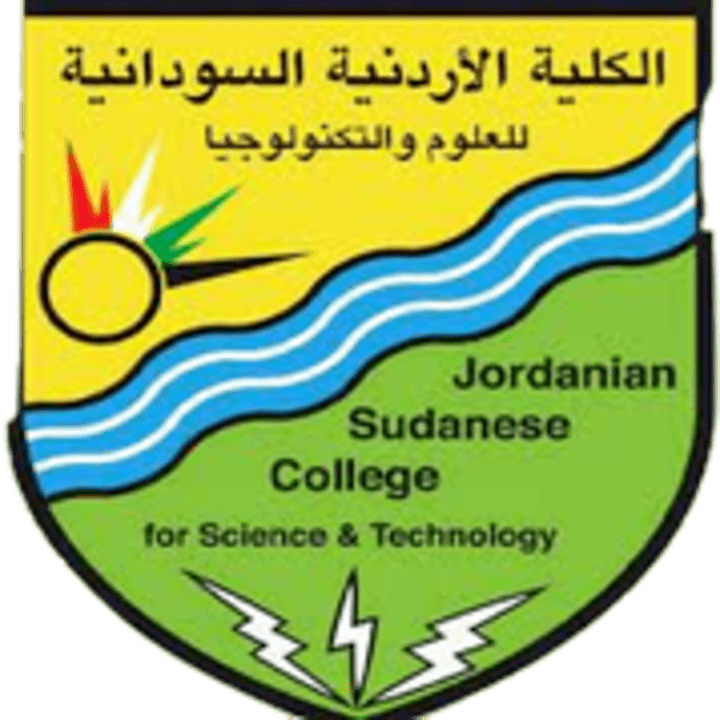 الكلية الأردنية السودانية
للعلوم والتكنولوجيا
Jordanian
Sudanese
College
for Science & Technology